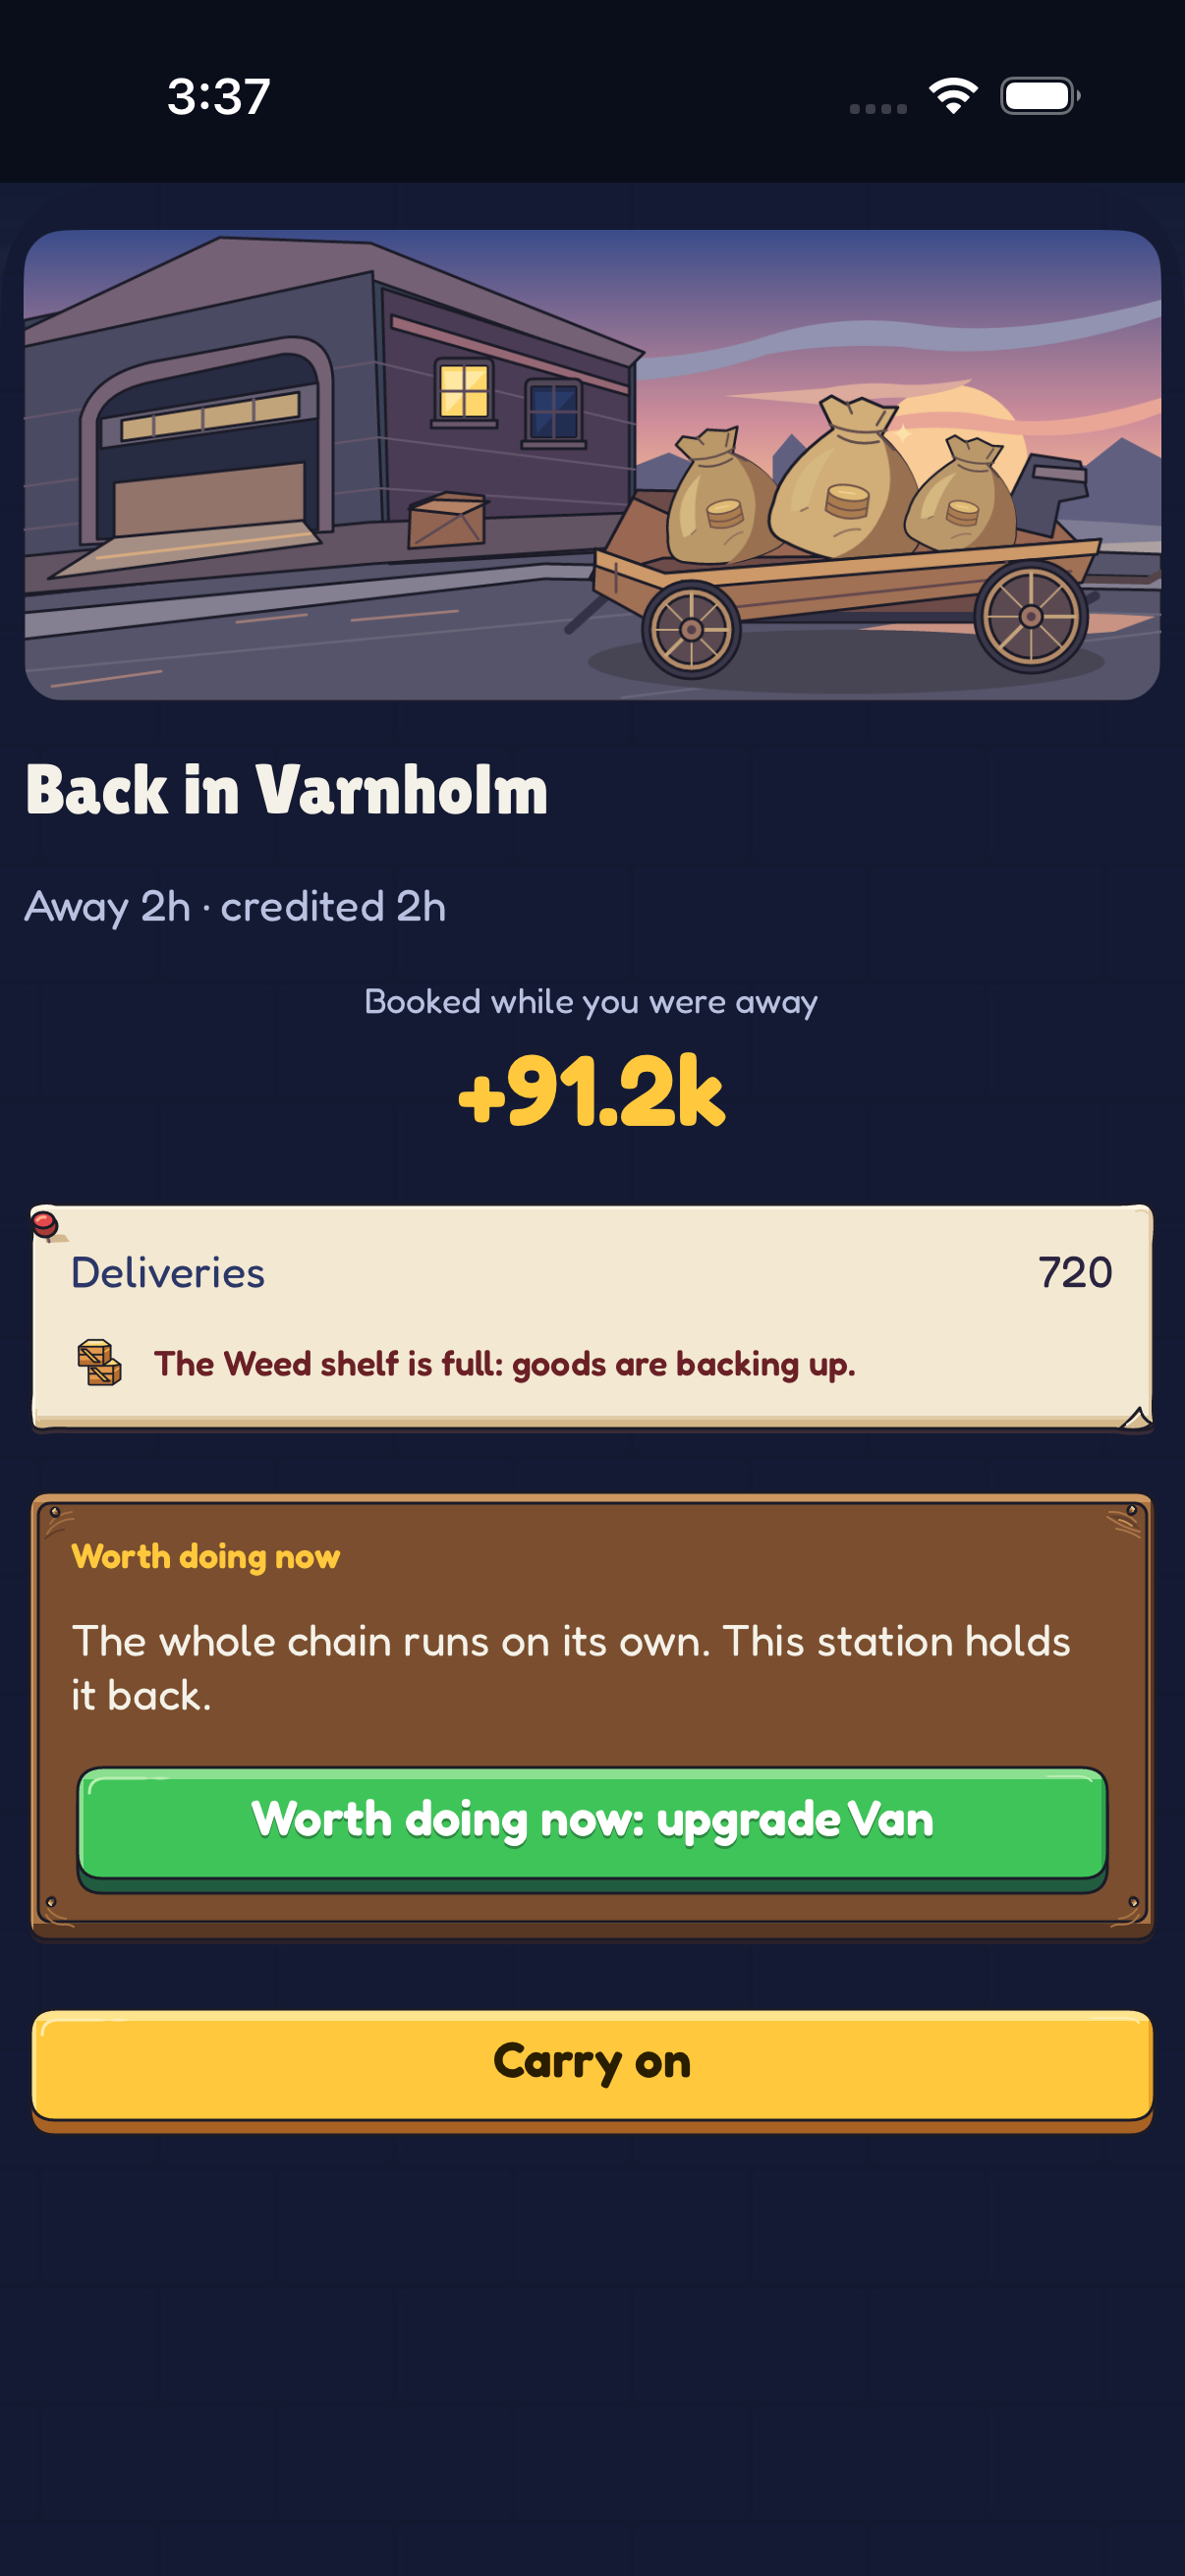 3:37
Back in Varnholm
Away 2h · credited 2h
Booked while you were away
+91.2k
Deliveries 720
The Weed shelf is full: goods are backing up.
Worth doing now
The whole chain runs on its own. This station holds
it back.
Worth doing now: upgrade Van
Carry on